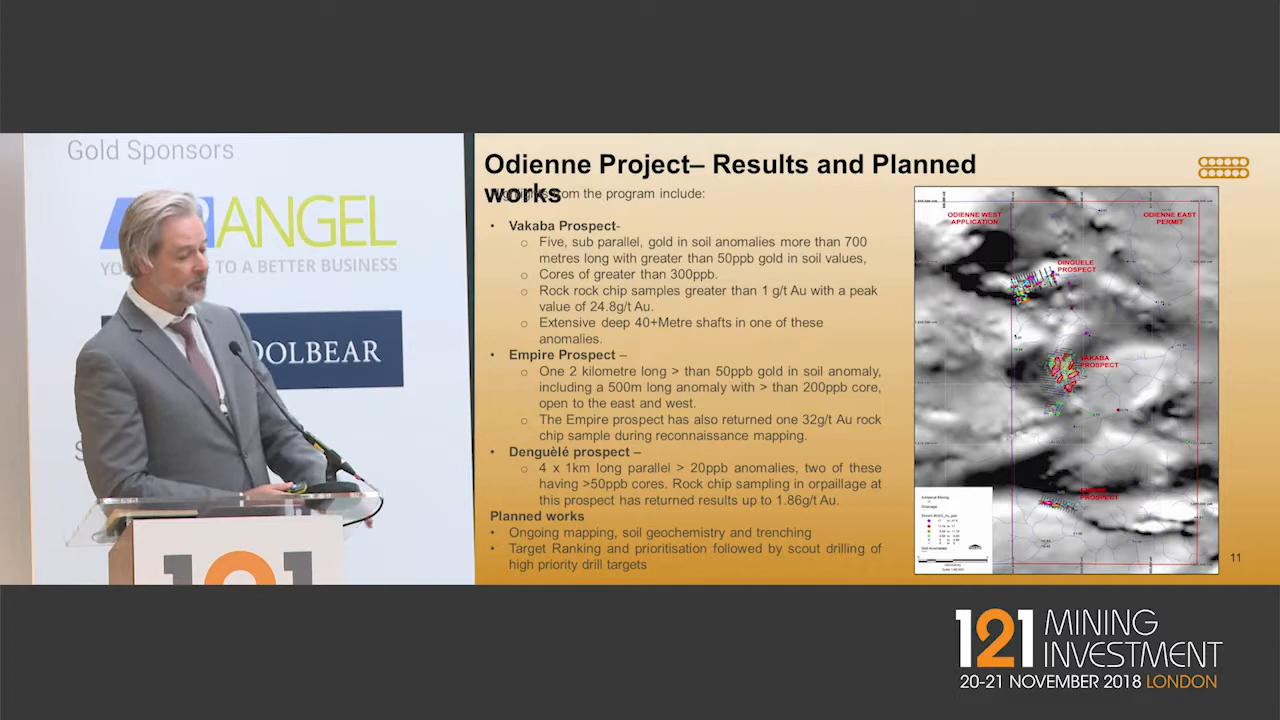 Gold Sponsors
ANGEL
YO TO A BETTER BUSINESS
OOLBEAR
121
Odienne Project– Results and Planned
works
from the program include:
• Vakaba Prospect-
o Five, sub parallel, gold in soil anomalies more than 700
metres long with greater than 50ppb gold in soil values,
o Cores of greater than 300ppb.
o Rock rock chip samples greater than 1 g/t Au with a peak
value of 24.8g/t Au.
o Extensive deep 40+Metre shafts in one of these
anomalies.
• Empire Prospect –
o One 2 kilometre long > than 50ppb gold in soil anomaly,
including a 500m long anomaly with > than 200ppb core,
open to the east and west.
o The Empire prospect has also returned one 32g/t Au rock
chip sample during reconnaissance mapping.
• Denguèlé prospect –
o 4 x 1km long parallel > 20ppb anomalies, two of these
having >50ppb cores. Rock chip sampling in orpaillage at
this prospect has returned results up to 1.86g/t Au.
Planned works
• Ongoing mapping, soil geochemistry and trenching
• Target Ranking and prioritisation followed by scout drilling of
high priority drill targets
ODIENNE WEST
APPLICATION
ODIENNE EAST
PERMIT
DINGUELE
PROSPECT
VAKABA
PROSPECT
EMPIRE
PROSPECT
Artisanal Mining
Drainage
11
121 MINING
INVESTMENT
20-21 NOVEMBER 2018 LONDON